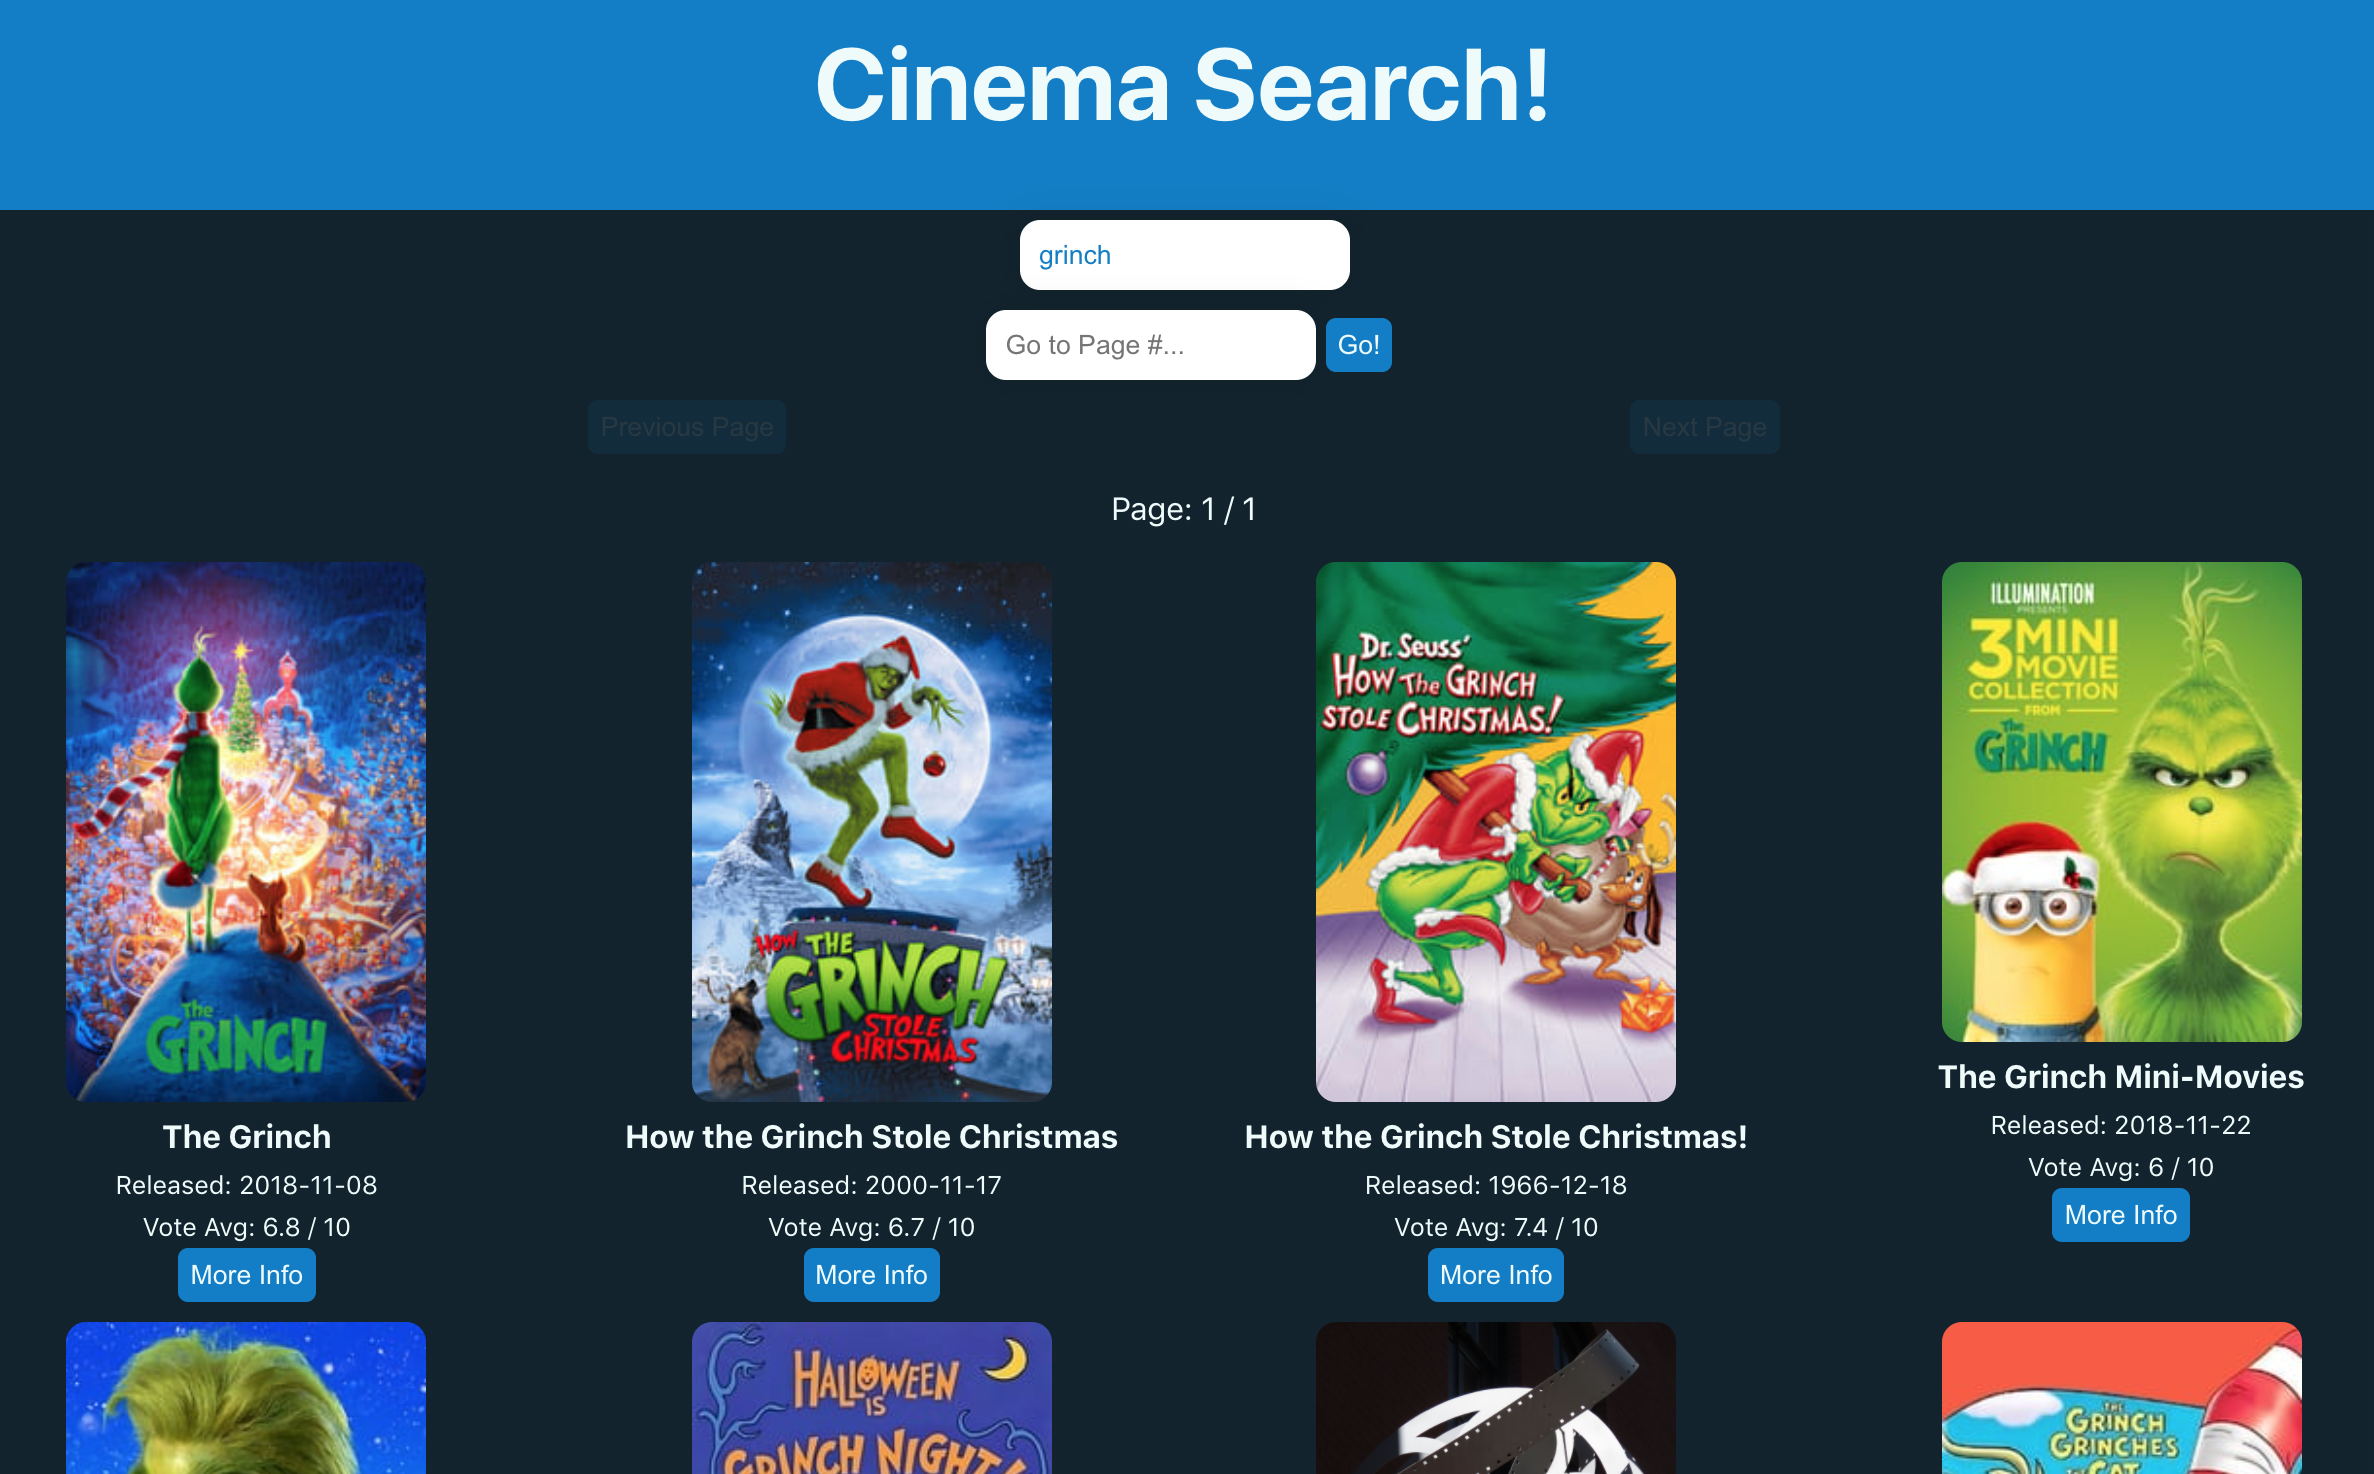 Cinema Search!
grinch
Go to Page #...
Go!
Previous Page
Next Page
Page: 1 / 1
The
GRINCH
The Grinch
Released: 2018-11-08
Vote Avg: 6.8 / 10
More Info
HOW THE
GRINCH
STOLE
CHRISTMAS
How the Grinch Stole Christmas
Released: 2000-11-17
Vote Avg: 6.7 / 10
More Info
Dr. Seuss'
HOW THE GRINCH
STOLE CHRISTMAS!
How the Grinch Stole Christmas!
Released: 1966-12-18
Vote Avg: 7.4 / 10
More Info
ILLUMINATION
PRESENTS
3 MINI
MOVIE
COLLECTION
FROM
The
GRINCH
The Grinch Mini-Movies
Released: 2018-11-22
Vote Avg: 6 / 10
More Info
HALLOWEEN
IS
GRINCH NIGHT!
THE
GRINCH
GRINCHES
CAT